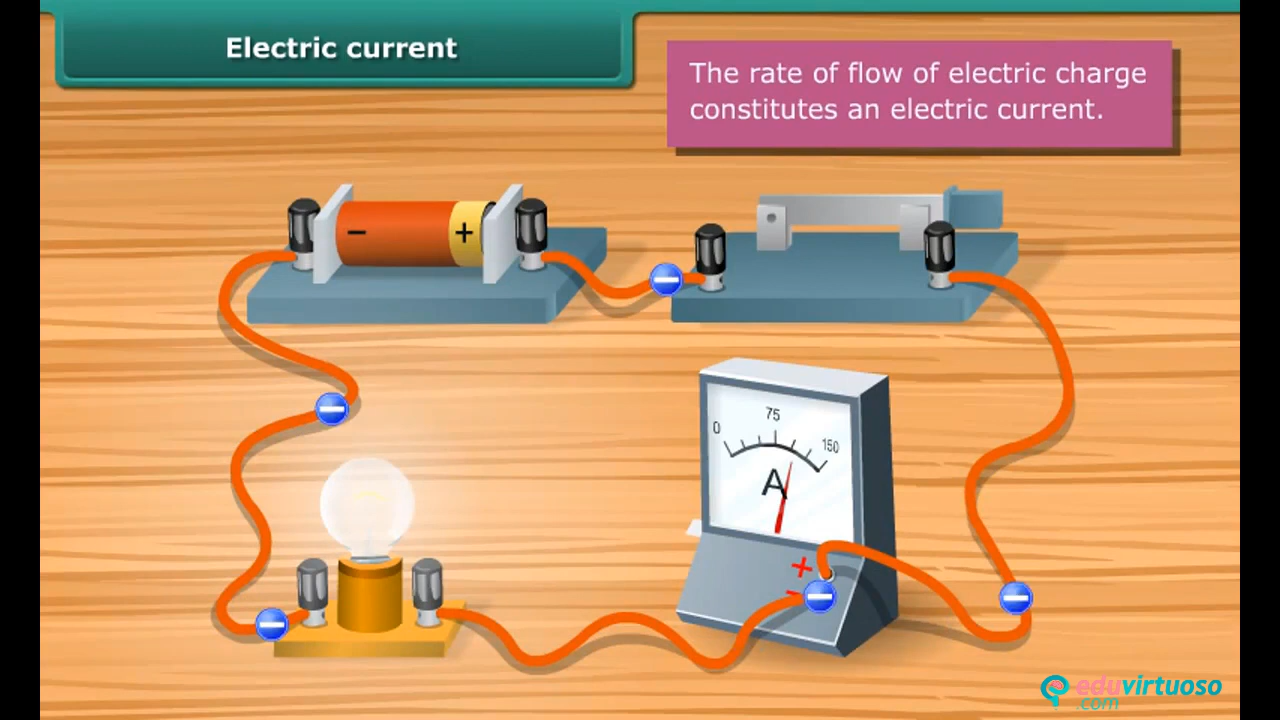 Electric current
The rate of flow of electric charge
constitutes an electric current.
− +
0 75 150
A
+
-
eduvirtuoso
.com